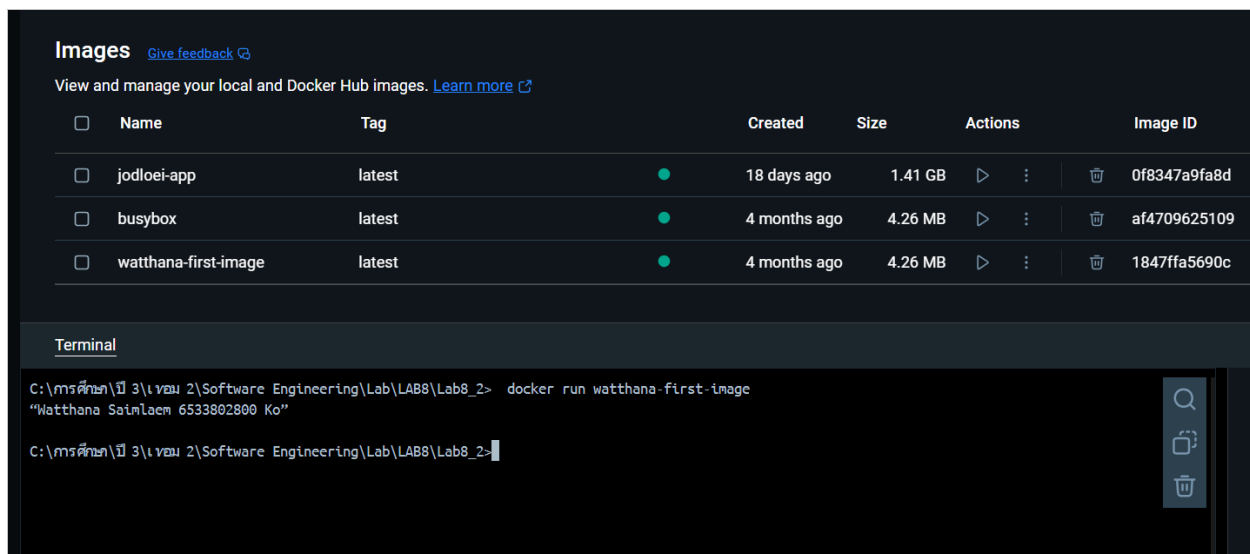 Images Give feedback
View and manage your local and Docker Hub images. Learn more
Name Tag Created Size Actions Image ID
jodloei-app latest 18 days ago 1.41 GB 0f8347a9fa8d
busybox latest 4 months ago 4.26 MB af4709625109
watthana-first-image latest 4 months ago 4.26 MB 1847ffa5690c
Terminal
C:\การศึกษา\ปี 3\เทอม 2\Software Engineering\Lab\LAB8\Lab8_2> docker run watthana-first-image
“Watthana Saimlaem 6533802800 Ko”
C:\การศึกษา\ปี 3\เทอม 2\Software Engineering\Lab\LAB8\Lab8_2>